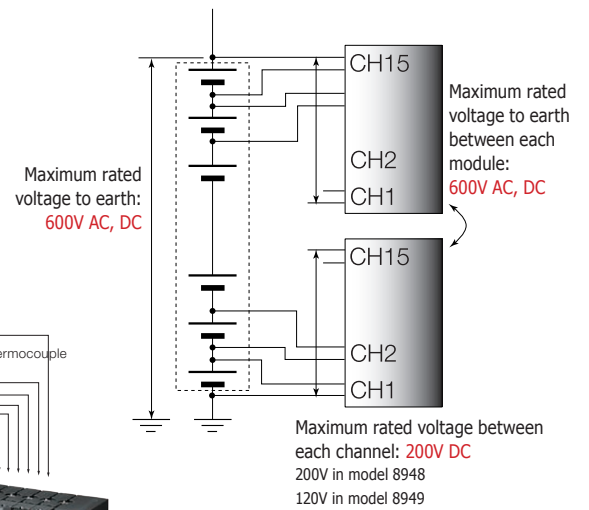 CH15
CH2
CH1
Maximum rated
voltage to earth
between each
module:
600V AC, DC
Maximum rated
voltage to earth:
600V AC, DC
CH15
CH2
CH1
ermocouple
Maximum rated voltage between
each channel: 200V DC
200V in model 8948
120V in model 8949